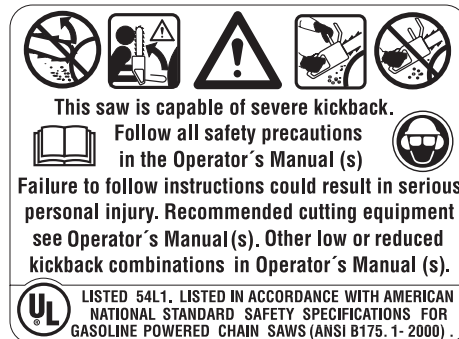 This saw is capable of severe kickback.
Follow all safety precautions
in the Operator´s Manual (s)
Failure to follow instructions could result in serious
personal injury. Recommended cutting equipment
see Operator´s Manual(s). Other low or reduced
kickback combinations in Operator´s Manual (s).
UL
LISTED 54L1. LISTED IN ACCORDANCE WITH AMERICAN
NATIONAL STANDARD SAFETY SPECIFICATIONS FOR
GASOLINE POWERED CHAIN SAWS (ANSI B175. 1- 2000) .